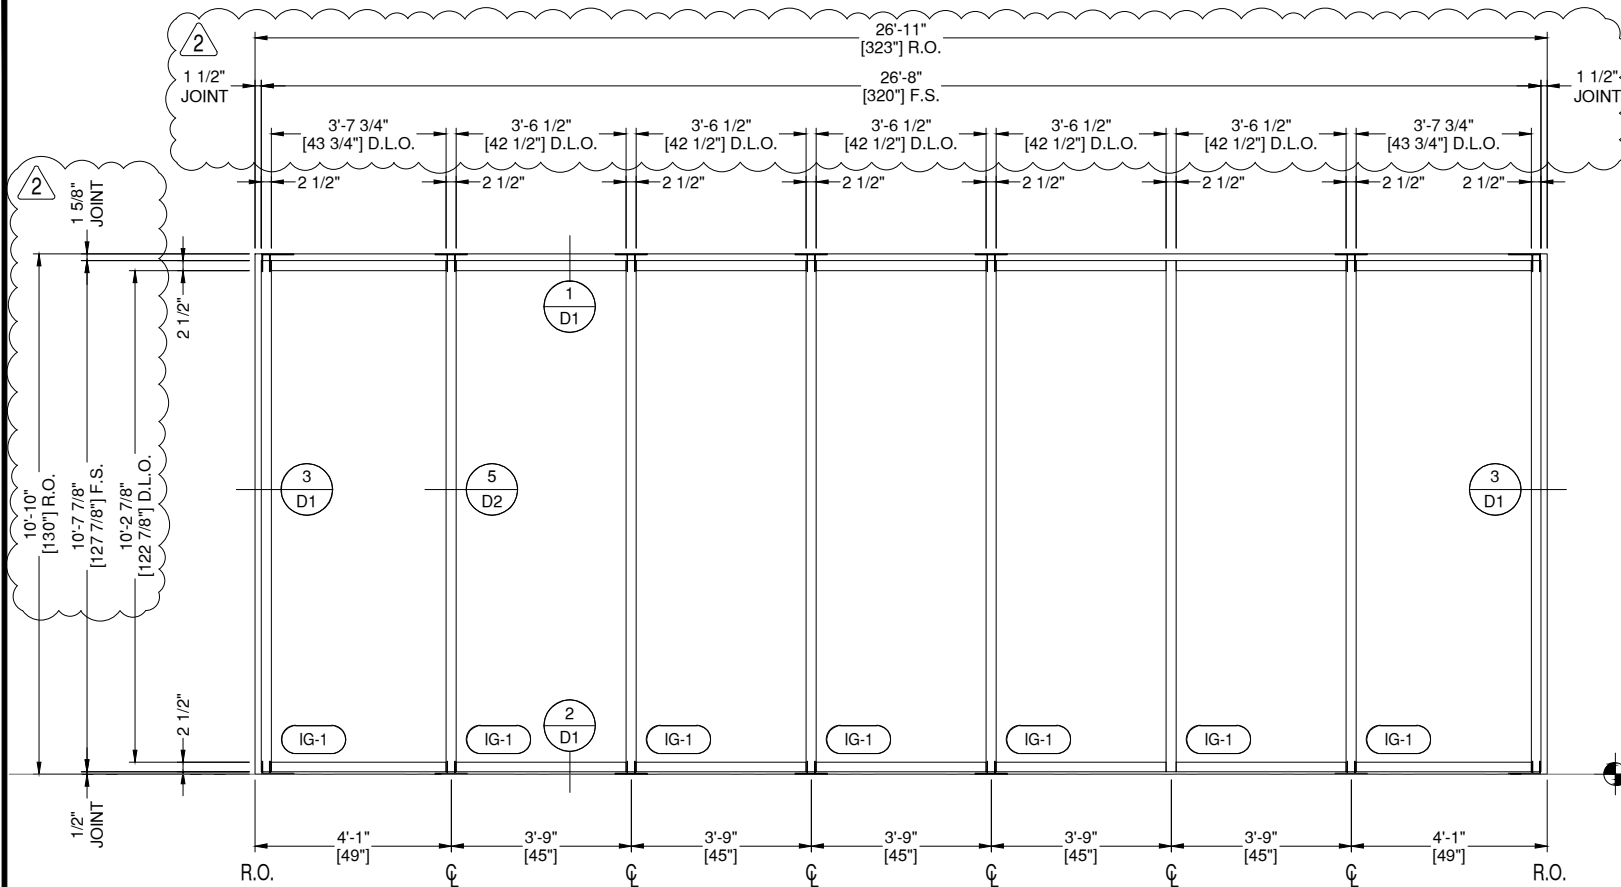 2
26'-11"
[323"] R.O.
1 1/2"
JOINT
26'-8"
[320"] F.S.
1 1/2"
JOINT
3'-7 3/4"
[43 3/4"] D.L.O.
3'-6 1/2"
[42 1/2"] D.L.O.
3'-6 1/2"
[42 1/2"] D.L.O.
3'-6 1/2"
[42 1/2"] D.L.O.
3'-6 1/2"
[42 1/2"] D.L.O.
3'-6 1/2"
[42 1/2"] D.L.O.
3'-7 3/4"
[43 3/4"] D.L.O.
2 1/2"
2 1/2"
2 1/2"
2 1/2"
2 1/2"
2 1/2"
2 1/2"
2 1/2"
2
1 5/8"
JOINT
2 1/2"
1
D1
3
D1
5
D2
3
D1
10'-10"
[130"] R.O.
10'-7 7/8"
[127 7/8"] F.S.
10'-2 7/8"
[122 7/8"] D.L.O.
2 1/2"
2
D1
IG-1
IG-1
IG-1
IG-1
IG-1
IG-1
IG-1
1/2"
JOINT
4'-1"
[49"]
3'-9"
[45"]
3'-9"
[45"]
3'-9"
[45"]
3'-9"
[45"]
3'-9"
[45"]
4'-1"
[49"]
R.O.
℄
℄
℄
℄
℄
℄
R.O.